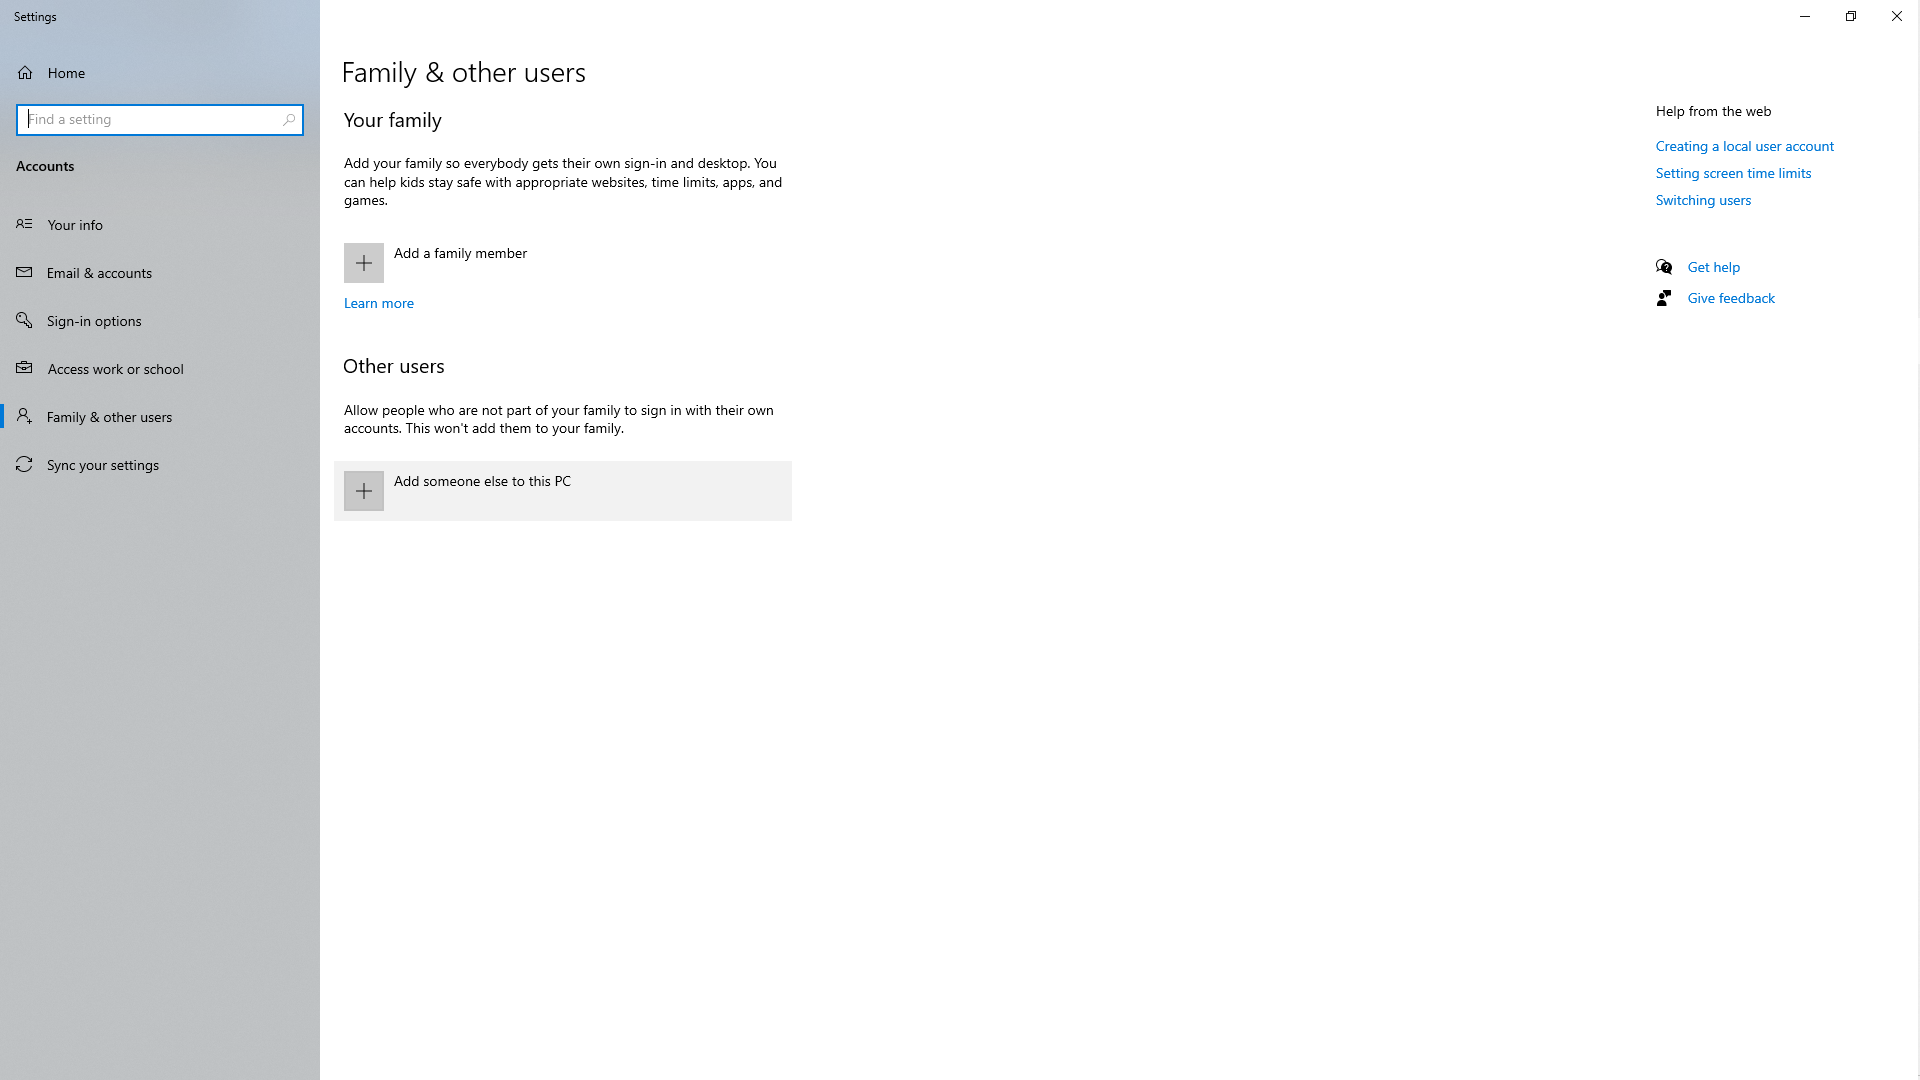 Settings
Home
Find a setting
Accounts
Your info
Email & accounts
Sign-in options
Access work or school
Family & other users
Sync your settings
Family & other users
Your family
Add your family so everybody gets their own sign-in and desktop. You
can help kids stay safe with appropriate websites, time limits, apps, and
games.
Add a family member
Learn more
Other users
Allow people who are not part of your family to sign in with their own
accounts. This won't add them to your family.
Add someone else to this PC
Help from the web
Creating a local user account
Setting screen time limits
Switching users
Get help
Give feedback